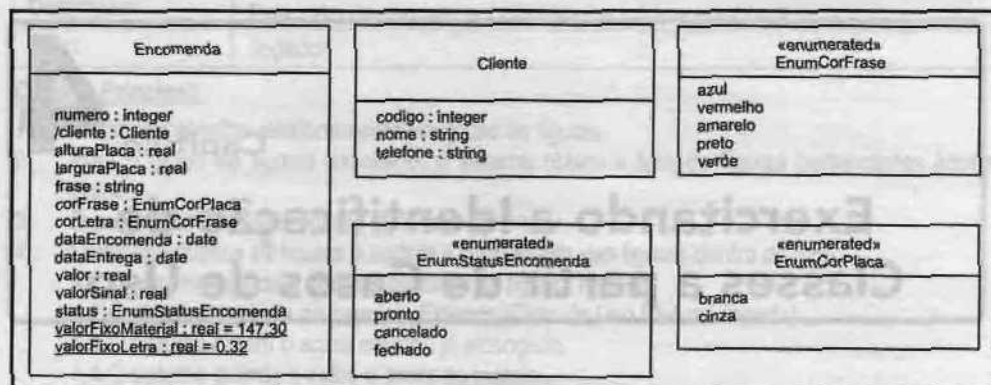 Encomenda
numero : integer
/cliente : Cliente
alturaPlaca : real
larguraPlaca : real
frase : string
corFrase : EnumCorPlaca
corLetra : EnumCorFrase
dataEncomenda : date
dataEntrega : date
valor : real
valorSinal : real
status : EnumStatusEncomenda
valorFixoMaterial : real = 147.30
valorFixoLetra : real = 0.32
Cliente
codigo : integer
nome : string
telefone : string
«enumerated»
EnumCorFrase
azul
vermelho
amarelo
preto
verde
«enumerated»
EnumStatusEncomenda
aberto
pronto
cancelado
fechado
«enumerated»
EnumCorPlaca
branca
cinza
Exercitando a Identificação de
Classes a partir de Casos de Uso